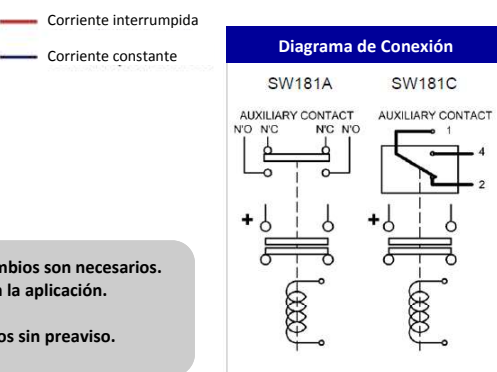 Corriente interrumpida
Corriente constante
Diagrama de Conexión
SW181A SW181C
AUXILIARY CONTACT AUXILIARY CONTACT
N'O N'C N'C N'O
1
4
2
+ +
mbios son necesarios.
la aplicación.
os sin preaviso.